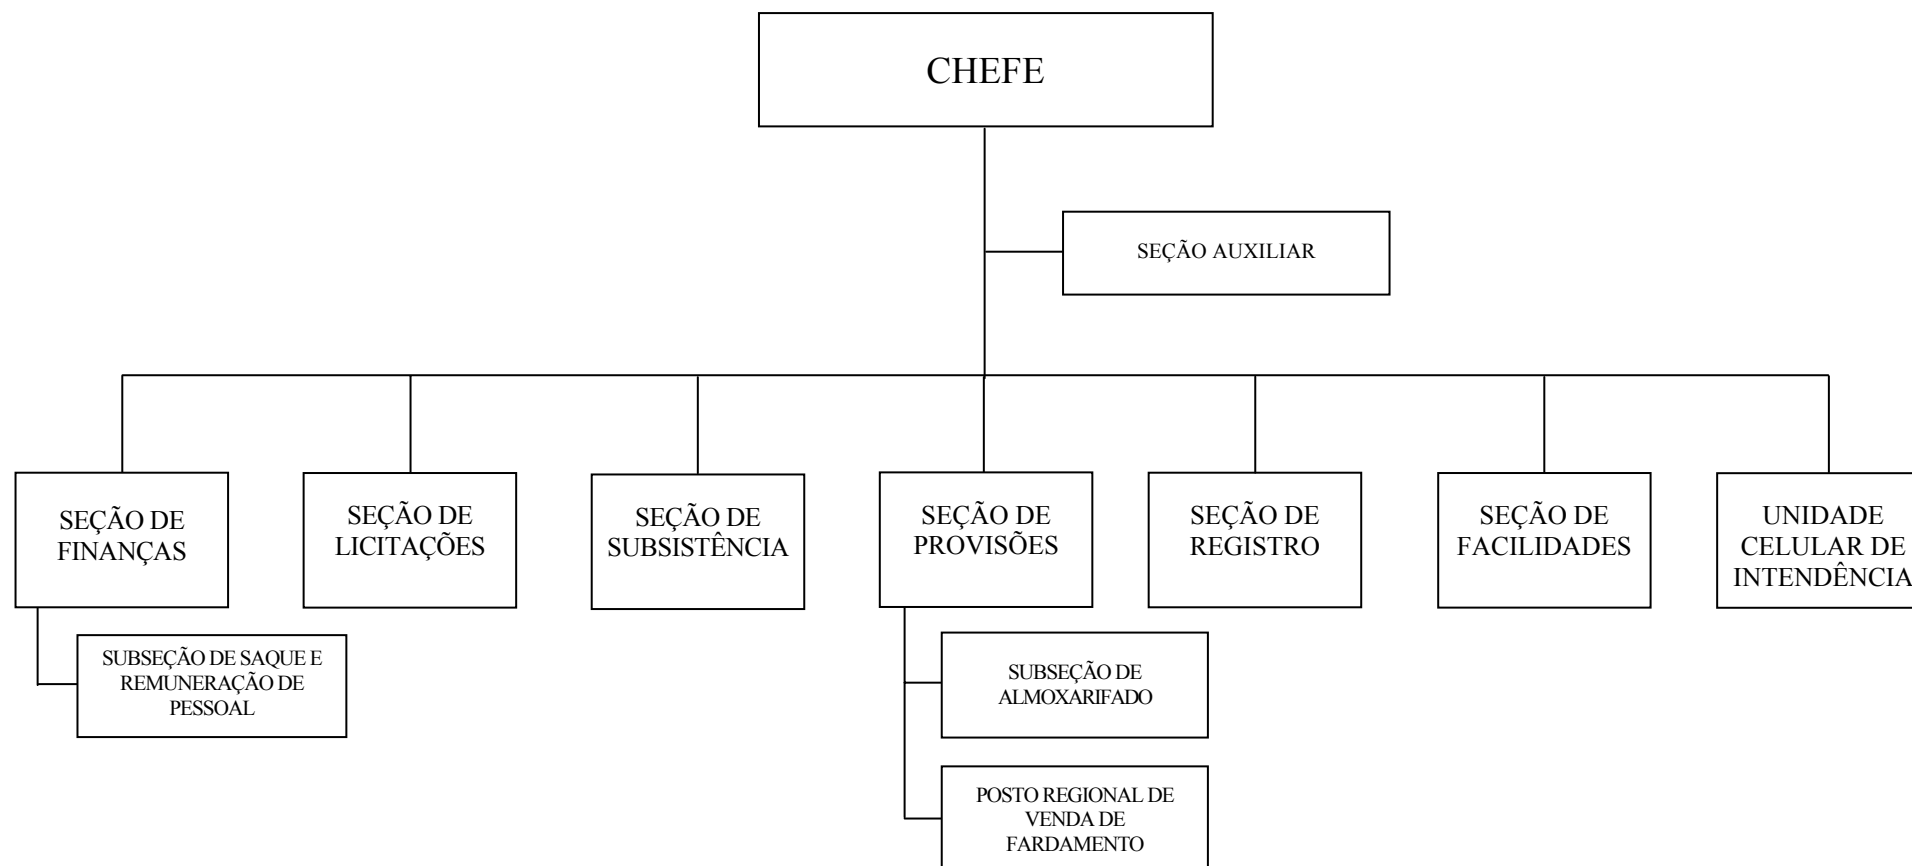 CHEFE
SEÇÃO AUXILIAR
SEÇÃO DE
FINANÇAS
SEÇÃO DE
LICITAÇÕES
SEÇÃO DE
SUBSISTÊNCIA
SEÇÃO DE
PROVISÕES
SEÇÃO DE
REGISTRO
SEÇÃO DE
FACILIDADES
UNIDADE
CELULAR DE
INTENDÊNCIA
SUBSEÇÃO DE SAQUE E
REMUNERAÇÃO DE
PESSOAL
SUBSEÇÃO DE
ALMOXARIFADO
POSTO REGIONAL DE
VENDA DE
FARDAMENTO